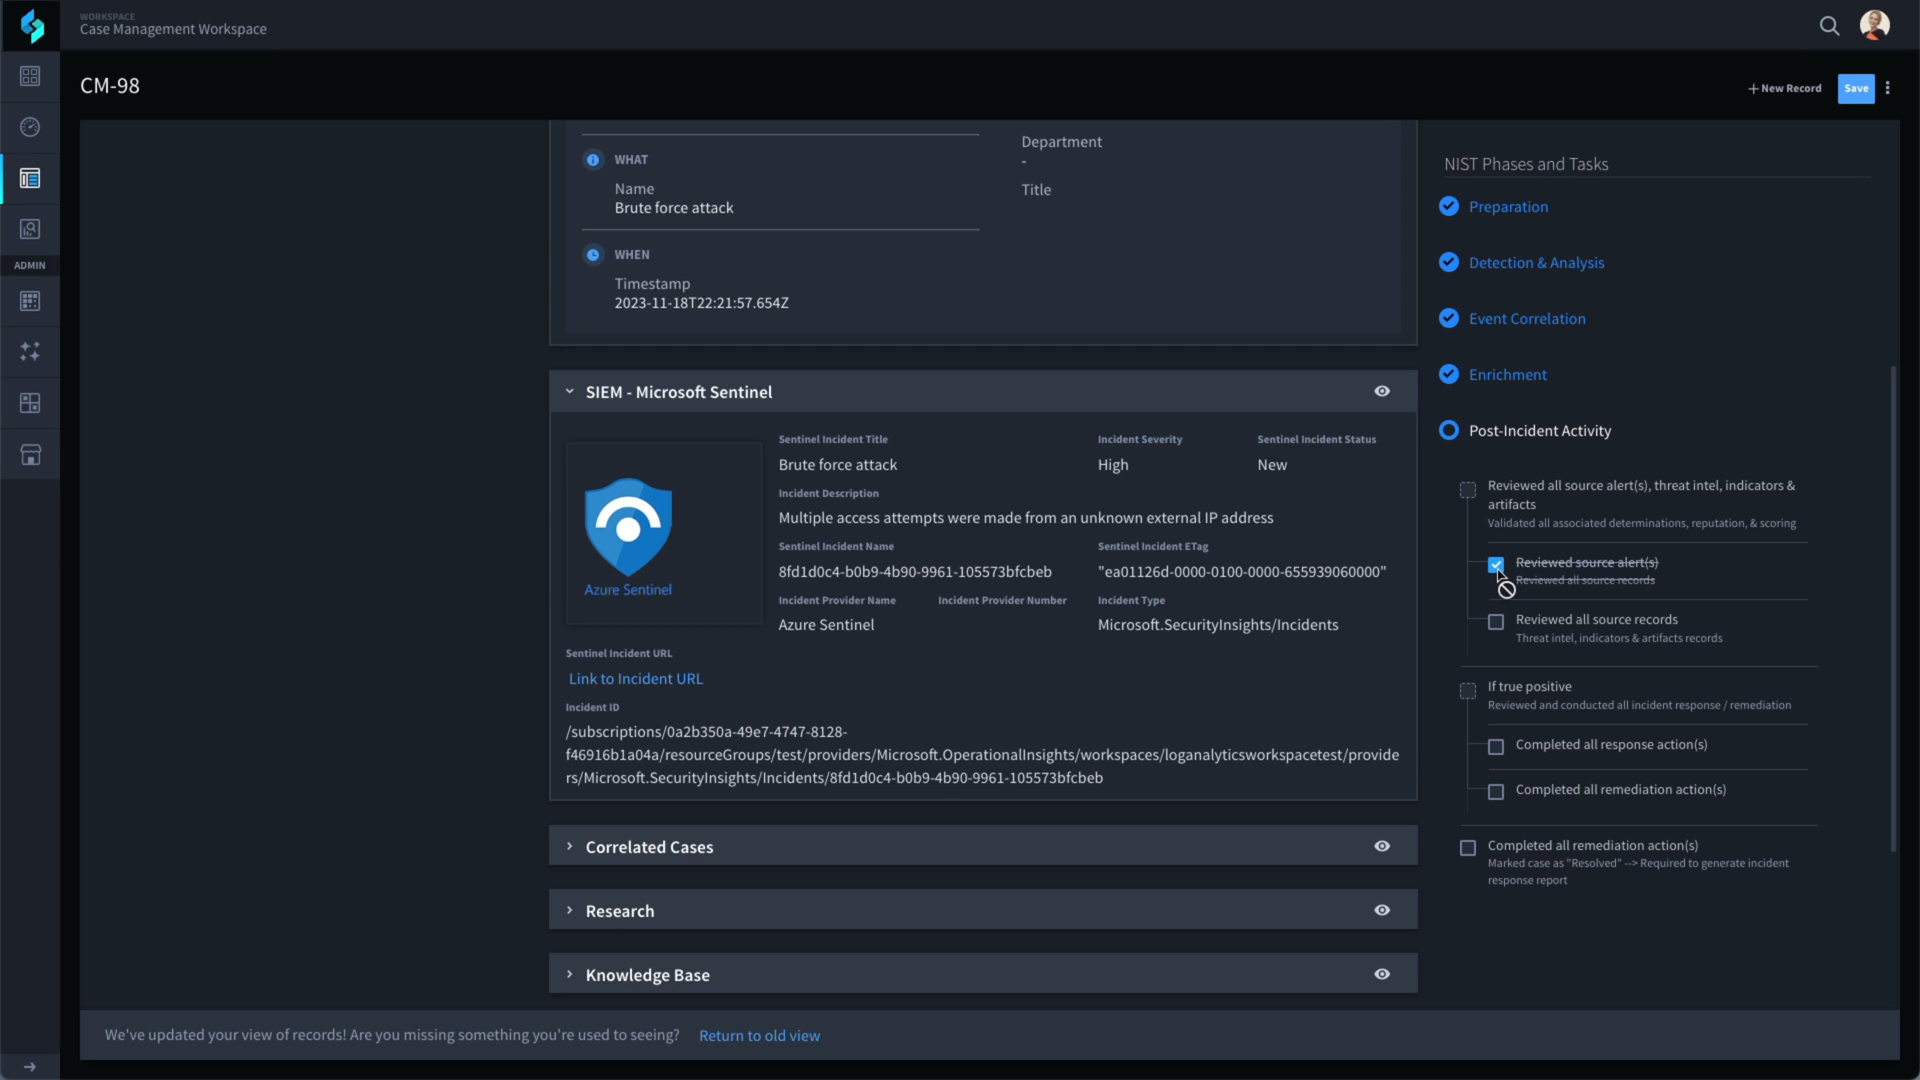 WORKSPACE
Case Management Workspace
CM-98
+ New Record
Save
ADMIN
WHAT
Name
Brute force attack
WHEN
Timestamp
2023-11-18T22:21:57.654Z
Department
-
Title
SIEM - Microsoft Sentinel
Azure Sentinel
Sentinel Incident Title
Brute force attack
Incident Severity
High
Sentinel Incident Status
New
Incident Description
Multiple access attempts were made from an unknown external IP address
Sentinel Incident Name
8fd1d0c4-b0b9-4b90-9961-105573bfcbeb
Sentinel Incident ETag
"ea01126d-0000-0100-0000-655939060000"
Incident Provider Name
Azure Sentinel
Incident Provider Number
Incident Type
Microsoft.SecurityInsights/Incidents
Sentinel Incident URL
Link to Incident URL
Incident ID
/subscriptions/0a2b350a-49e7-4747-8128-
f46916b1a04a/resourceGroups/test/providers/Microsoft.OperationalInsights/workspaces/loganalyticsworkspacetest/provide
rs/Microsoft.SecurityInsights/Incidents/8fd1d0c4-b0b9-4b90-9961-105573bfcbeb
Correlated Cases
Research
Knowledge Base
NIST Phases and Tasks
Preparation
Detection & Analysis
Event Correlation
Enrichment
Post-Incident Activity
Reviewed all source alert(s), threat intel, indicators &
artifacts
Validated all associated determinations, reputation, & scoring
Reviewed source alert(s)
Reviewed all source records
Reviewed all source records
Threat intel, indicators & artifacts records
If true positive
Reviewed and conducted all incident response / remediation
Completed all response action(s)
Completed all remediation action(s)
Completed all remediation action(s)
Marked case as "Resolved" --> Required to generate incident
response report
We've updated your view of records! Are you missing something you're used to seeing? Return to old view